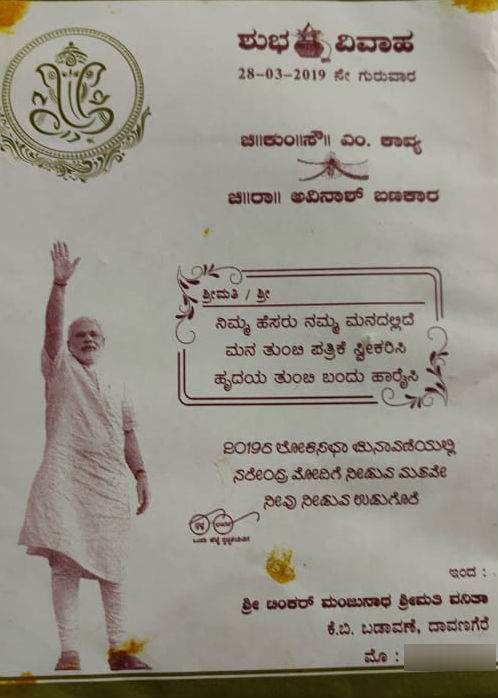 ಶುಭ ವಿವಾಹ
28-03-2019 ನೇ ಗುರುವಾರ
ಚಿ॥ಕುಂ॥ಸೌ॥ ಎಂ. ಕಾವ್ಯ
ಚಿ॥ರಾ॥ ಅವಿನಾಶ್ ಬಣಕಾರ
ಶ್ರೀಮತಿ / ಶ್ರೀ
ನಿಮ್ಮ ಹೆಸರು ನಮ್ಮ ಮನದಲ್ಲಿದೆ
ಮನ ತುಂಬಿ ಪತ್ರಿಕೆ ಸ್ವೀಕರಿಸಿ
ಹೃದಯ ತುಂಬಿ ಬಂದು ಹಾರೈಸಿ
೨೦19ರ ಲೋಕಸಭಾ ಚುನಾವಣೆಯಲ್ಲಿ
ನರೇಂದ್ರ ಮೋದಿಗೆ ನೀಡುವ ಮತವೇ
ನೀವು ನೀಡುವ ಉಡುಗೊರೆ
ಇಂದ :
ಶ್ರೀ ಟಿಂಕರ್ ಮಂಜುನಾಥ ಶ್ರೀಮತಿ ವನಿತಾ
ಕೆ.ಬಿ. ಬಡಾವಣೆ, ದಾವಣಗೆರೆ
ಮೊ :